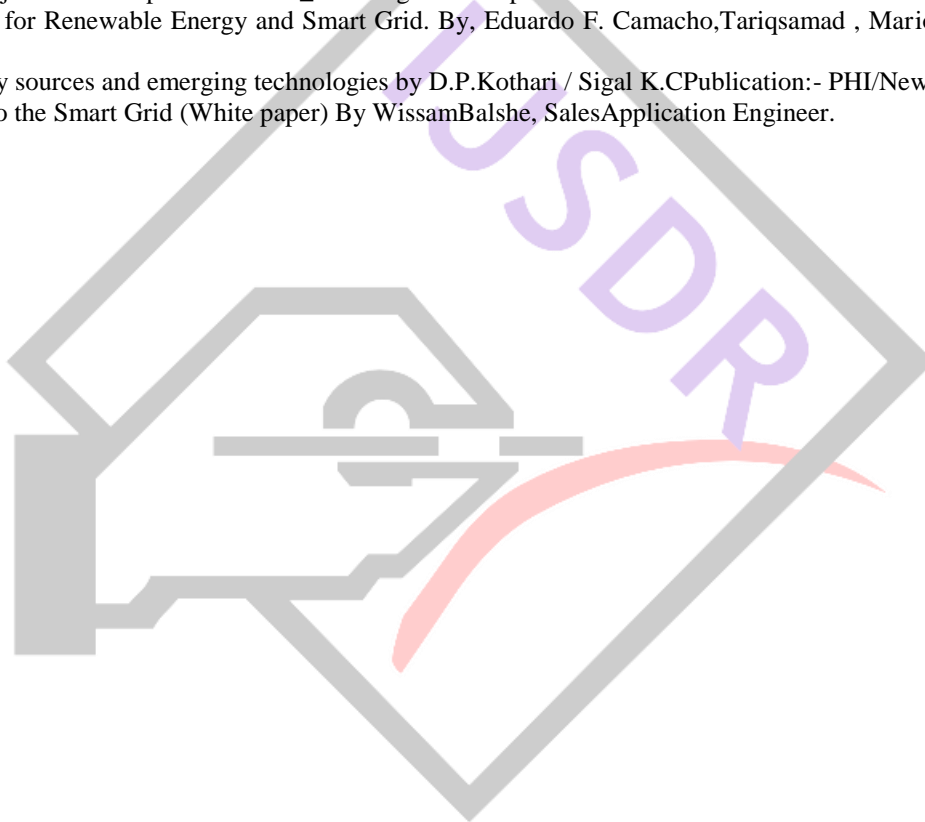 for Renewable Energy and Smart Grid. By, Eduardo F. Camacho,Tariqsamad , Mario
y sources and emerging technologies by D.P.Kothari / Sigal K.CPublication:- PHI/New
o the Smart Grid (White paper) By WissamBalshe, SalesApplication Engineer.
IJSDR